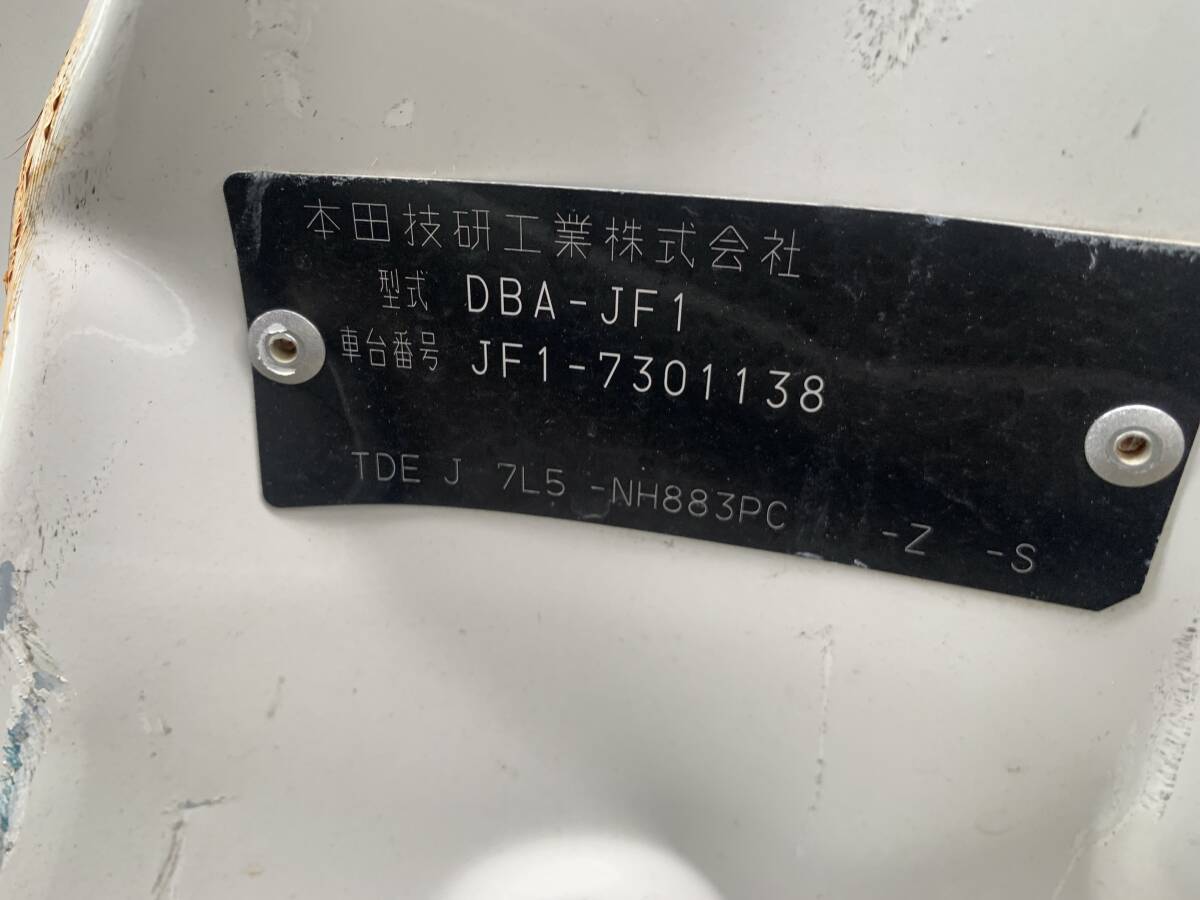 本田技研工業株式会社
型式 DBA-JF1
車台番号 JF1-7301138
TDE J 7L5 -NH883PC -Z -S